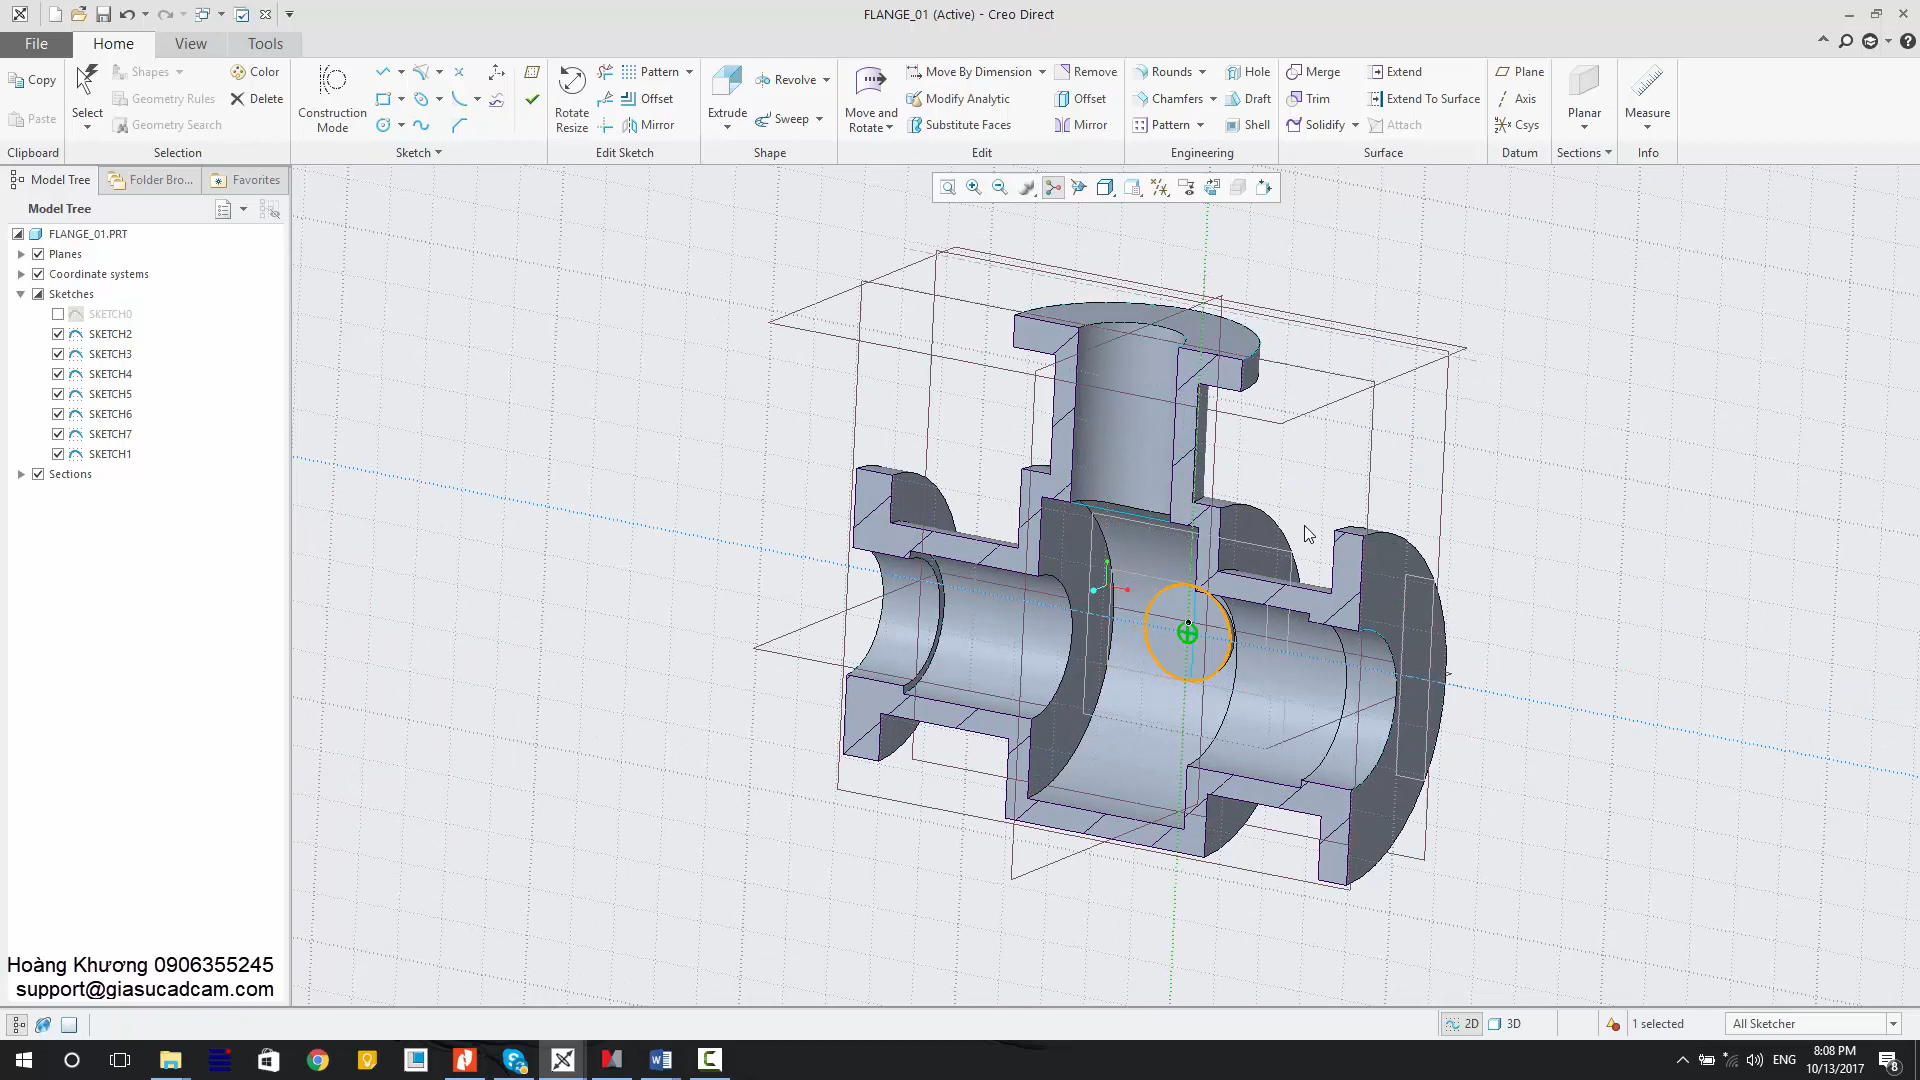 FLANGE_01 (Active) - Creo Direct
File Home View Tools
Copy Shapes Color Pattern Revolve Move By Dimension Remove Rounds Hole Merge Extend Plane
Geometry Rules Delete Offset Modify Analytic Offset Chamfers Draft Trim Extend To Surface Axis
Select Construction Mode Rotate Resize Extrude Move and Rotate Planar Measure
Paste Geometry Search Mirror Sweep Substitute Faces Mirror Pattern Shell Solidify Attach Csys
Clipboard Selection Sketch Edit Sketch Shape Edit Engineering Surface Datum Sections Info
Model Tree Folder Bro... Favorites
Model Tree
FLANGE_01.PRT
Planes
Coordinate systems
Sketches
SKETCH0
SKETCH2
SKETCH3
SKETCH4
SKETCH5
SKETCH6
SKETCH7
SKETCH1
Sections
Hoàng Khương 0906355245
support@giasucadcam.com
2D 3D 1 selected All Sketcher
ENG 8:08 PM
10/13/2017 8